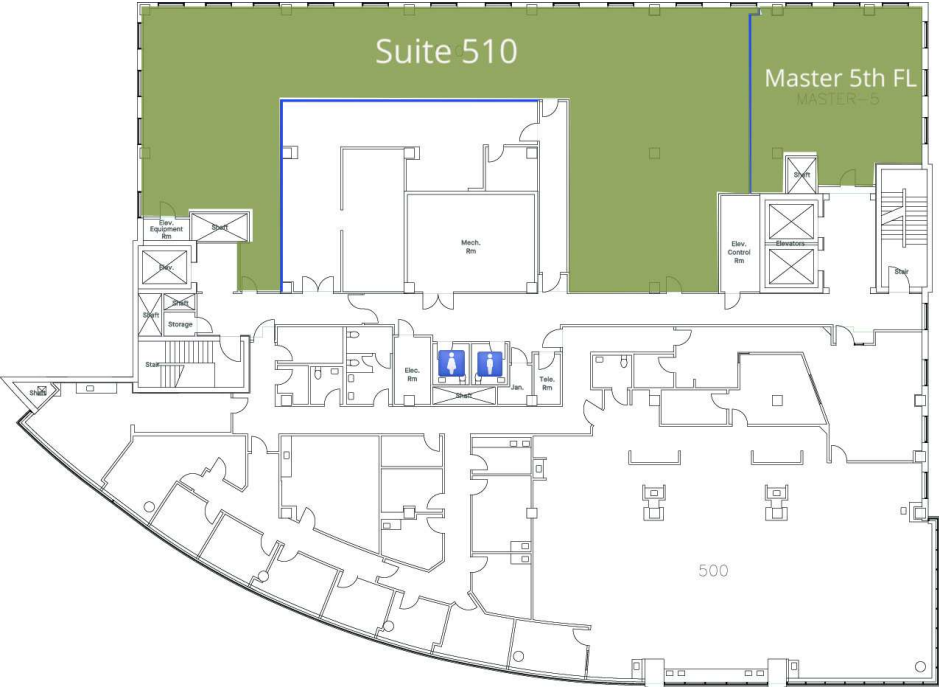 Suite 510
Master 5th FL
MASTER-5
Shaft
Elev.
Equipment
Rm
Shaft
Mech.
Rm
Elev.
Control
Rm
Elevators
Elev.
Stair
Shaft
Shaft
Storage
Stair
Elec.
Rm
Jan.
Tele.
Rm
Shaft
Shaft
500